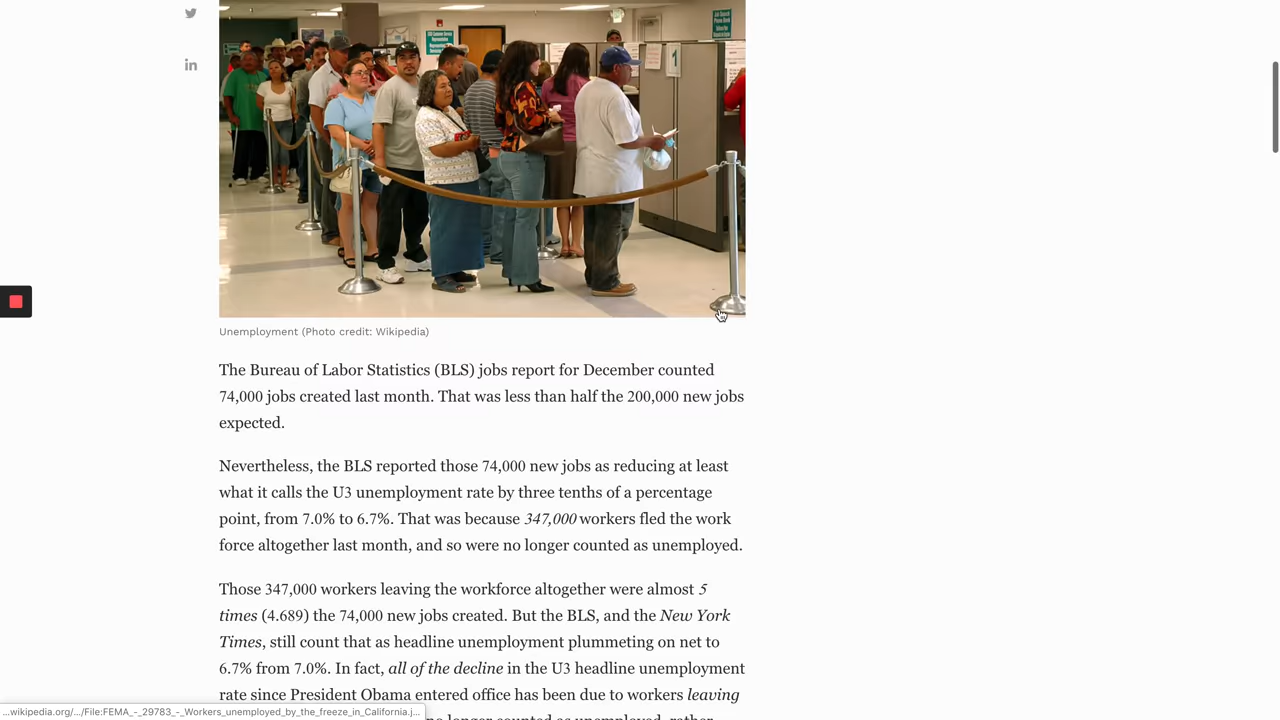 in
Unemployment (Photo credit: Wikipedia)
The Bureau of Labor Statistics (BLS) jobs report for December counted
74,000 jobs created last month. That was less than half the 200,000 new jobs
expected.
Nevertheless, the BLS reported those 74,000 new jobs as reducing at least
what it calls the U3 unemployment rate by three tenths of a percentage
point, from 7.0% to 6.7%. That was because 347,000 workers fled the work
force altogether last month, and so were no longer counted as unemployed.
Those 347,000 workers leaving the workforce altogether were almost 5
times (4.689) the 74,000 new jobs created. But the BLS, and the New York
Times, still count that as headline unemployment plummeting on net to
6.7% from 7.0%. In fact, all of the decline in the U3 headline unemployment
rate since President Obama entered office has been due to workers leaving
...wikipedia.org/.../File:FEMA_-_29783_-_Workers_unemployed_by_the_freeze_in_California.j...
no longer counted as unemployed, rather